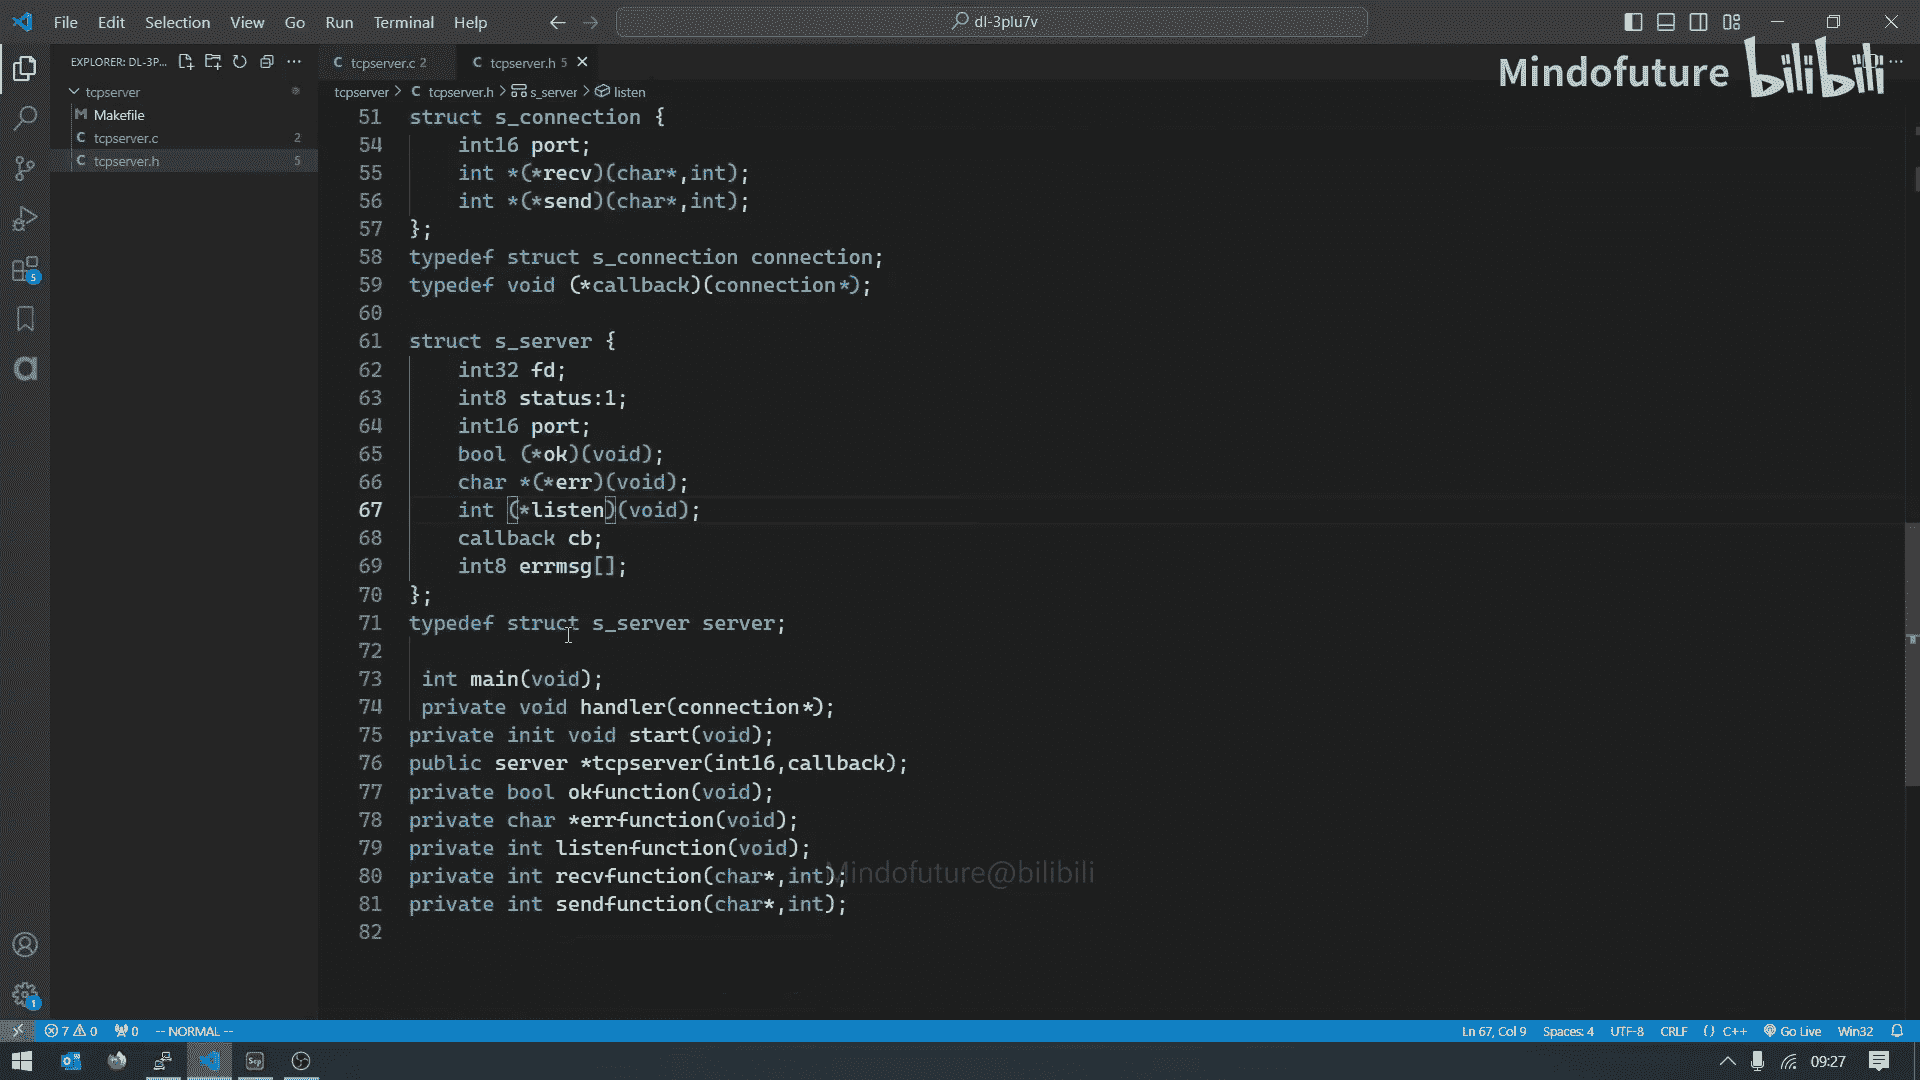 File Edit Selection View Go Run Terminal Help
dl-3plu7v
EXPLORER: DL-3P...
tcpserver
M Makefile
C tcpserver.c 2
C tcpserver.h 5
C tcpserver.c 2
C tcpserver.h 5
Mindofuture bilibili
tcpserver > C tcpserver.h > s_server > listen
51 struct s_connection {
54 int16 port;
55 int *(*recv)(char*,int);
56 int *(*send)(char*,int);
57 };
58 typedef struct s_connection connection;
59 typedef void (*callback)(connection*);
60
61 struct s_server {
62 int32 fd;
63 int8 status:1;
64 int16 port;
65 bool (*ok)(void);
66 char *(*err)(void);
67 int (*listen)(void);
68 callback cb;
69 int8 errmsg[];
70 };
71 typedef struct s_server server;
72
73 int main(void);
74 private void handler(connection*);
75 private init void start(void);
76 public server *tcpserver(int16,callback);
77 private bool okfunction(void);
78 private char *errfunction(void);
79 private int listenfunction(void);
80 private int recvfunction(char*,int);
81 private int sendfunction(char*,int);
82
Mindofuture@bilibili
5
1
7 0 0 -- NORMAL --
Ln 67, Col 9 Spaces: 4 UTF-8 CRLF {} C++ Go Live Win32
09:27